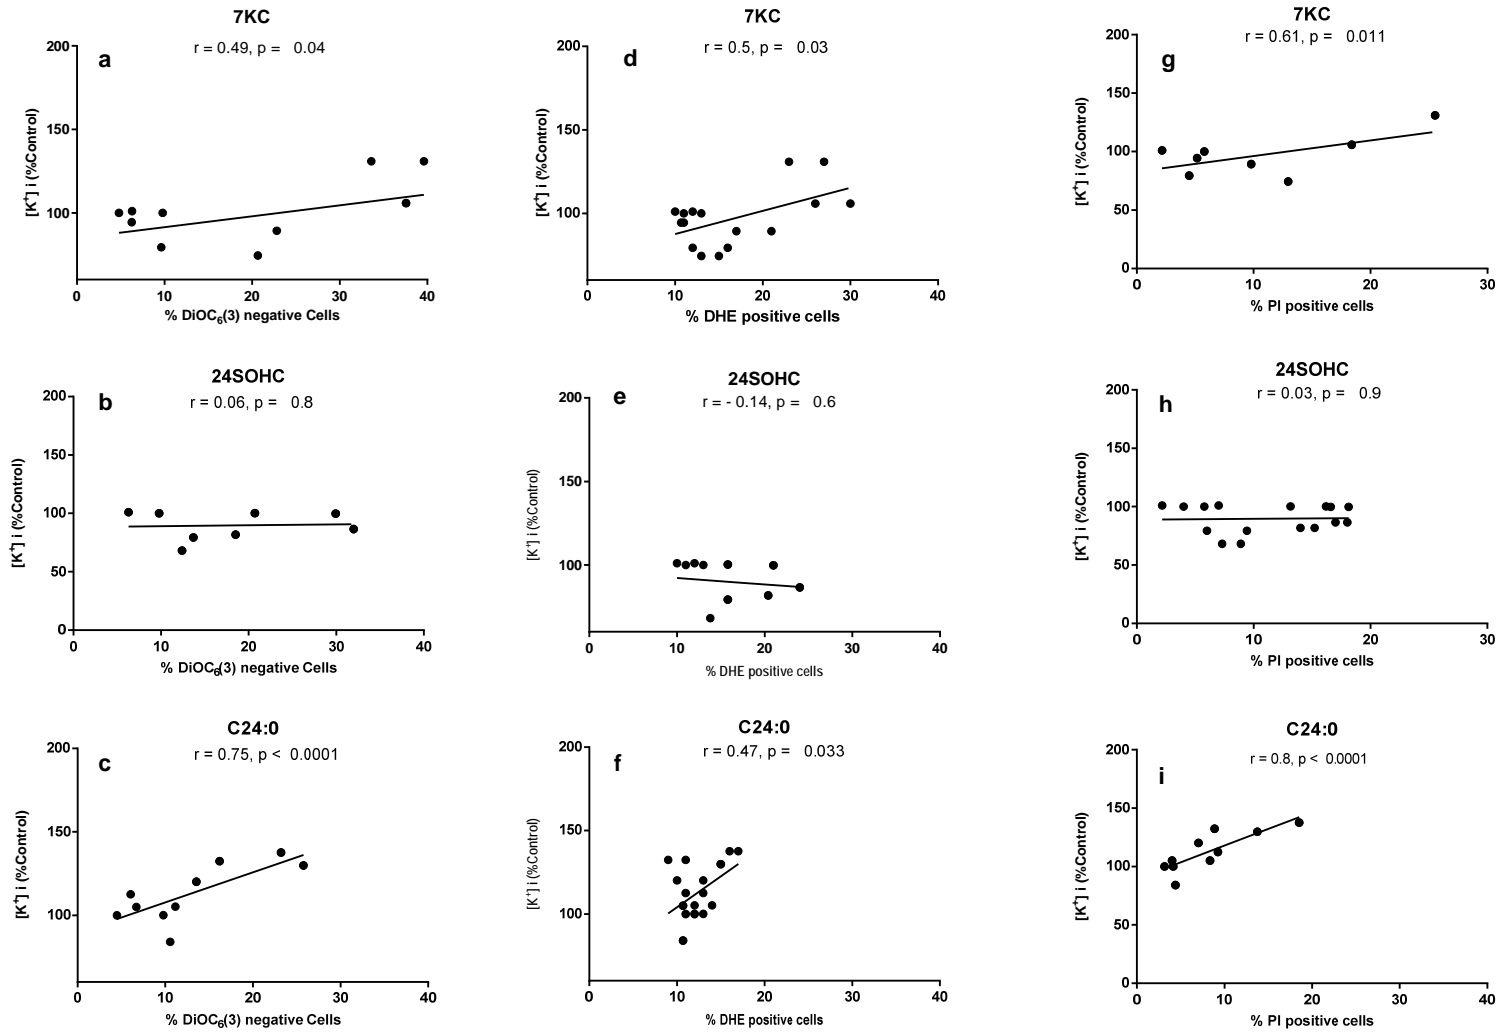 7KC
r = 0.49, p = 0.04
a
200
150
100
[K⁺] i (%Control)
0 10 20 30 40
% DiOC₆(3) negative Cells
7KC
r = 0.5, p = 0.03
d
200
150
100
[K⁺] i (%Control)
0 10 20 30 40
% DHE positive cells
7KC
r = 0.61, p = 0.011
g
200
150
100
50
0
[K⁺] i (%Control)
0 10 20 30
% PI positive cells
24SOHC
r = 0.06, p = 0.8
b
200
150
100
50
0
[K⁺] i (%Control)
0 10 20 30 40
% DiOC₆(3) negative Cells
24SOHC
r = - 0.14, p = 0.6
e
200
150
100
[K⁺] i (%Control)
0 10 20 30 40
% DHE positive cells
24SOHC
r = 0.03, p = 0.9
h
200
150
100
50
0
[K⁺] i (%Control)
0 10 20 30
% PI positive cells
C24:0
r = 0.75, p < 0.0001
c
200
150
100
[K⁺] i (%Control)
0 10 20 30 40
% DiOC₆(3) negative Cells
C24:0
r = 0.47, p = 0.033
f
200
150
100
[K⁺] i (%Control)
0 10 20 30 40
% DHE positive cells
C24:0
r = 0.8, p < 0.0001
i
200
150
100
50
0
[K⁺] i (%Control)
0 10 20 30 40
% PI positive cells